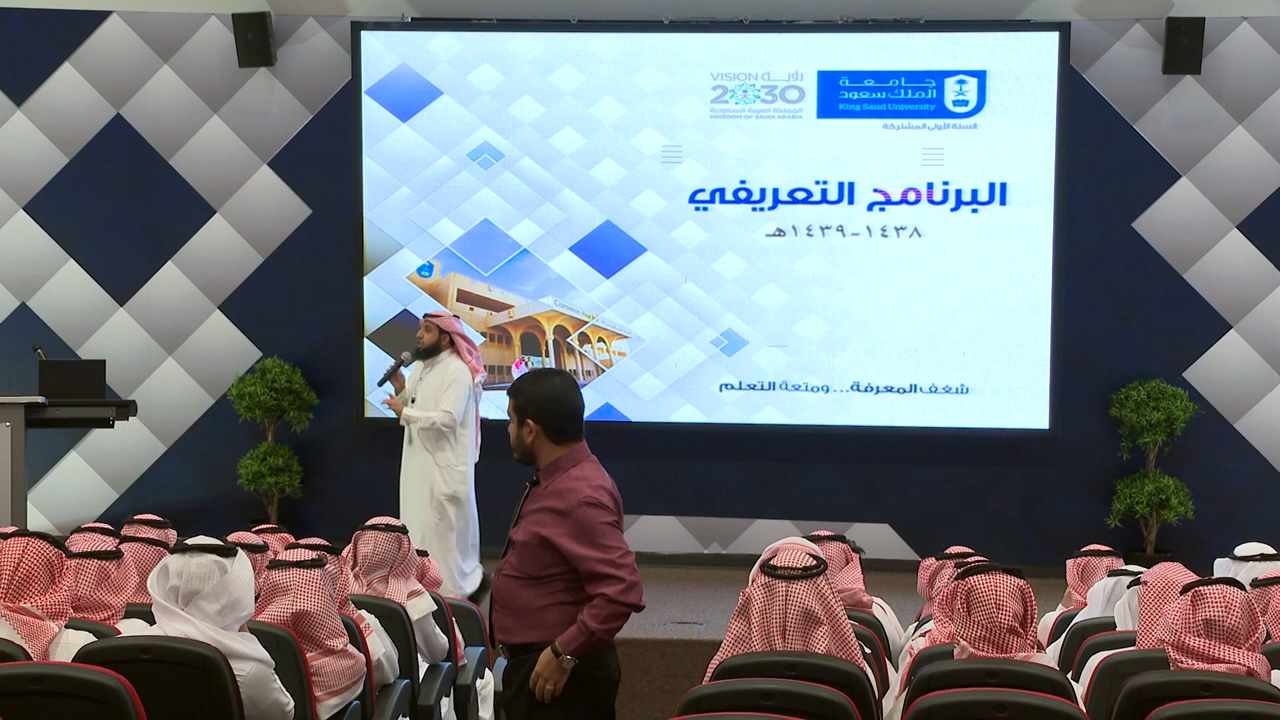 VISION رؤية
2030
المملكة العربية السعودية
KINGDOM OF SAUDI ARABIA
جامعة
الملك سعود
King Saud University
السنة الأولى المشتركة
البرنامج التعريفي
١٤٣٨-١٤٣٩هـ
Common
شغف المعرفة...ومتعة التعلم